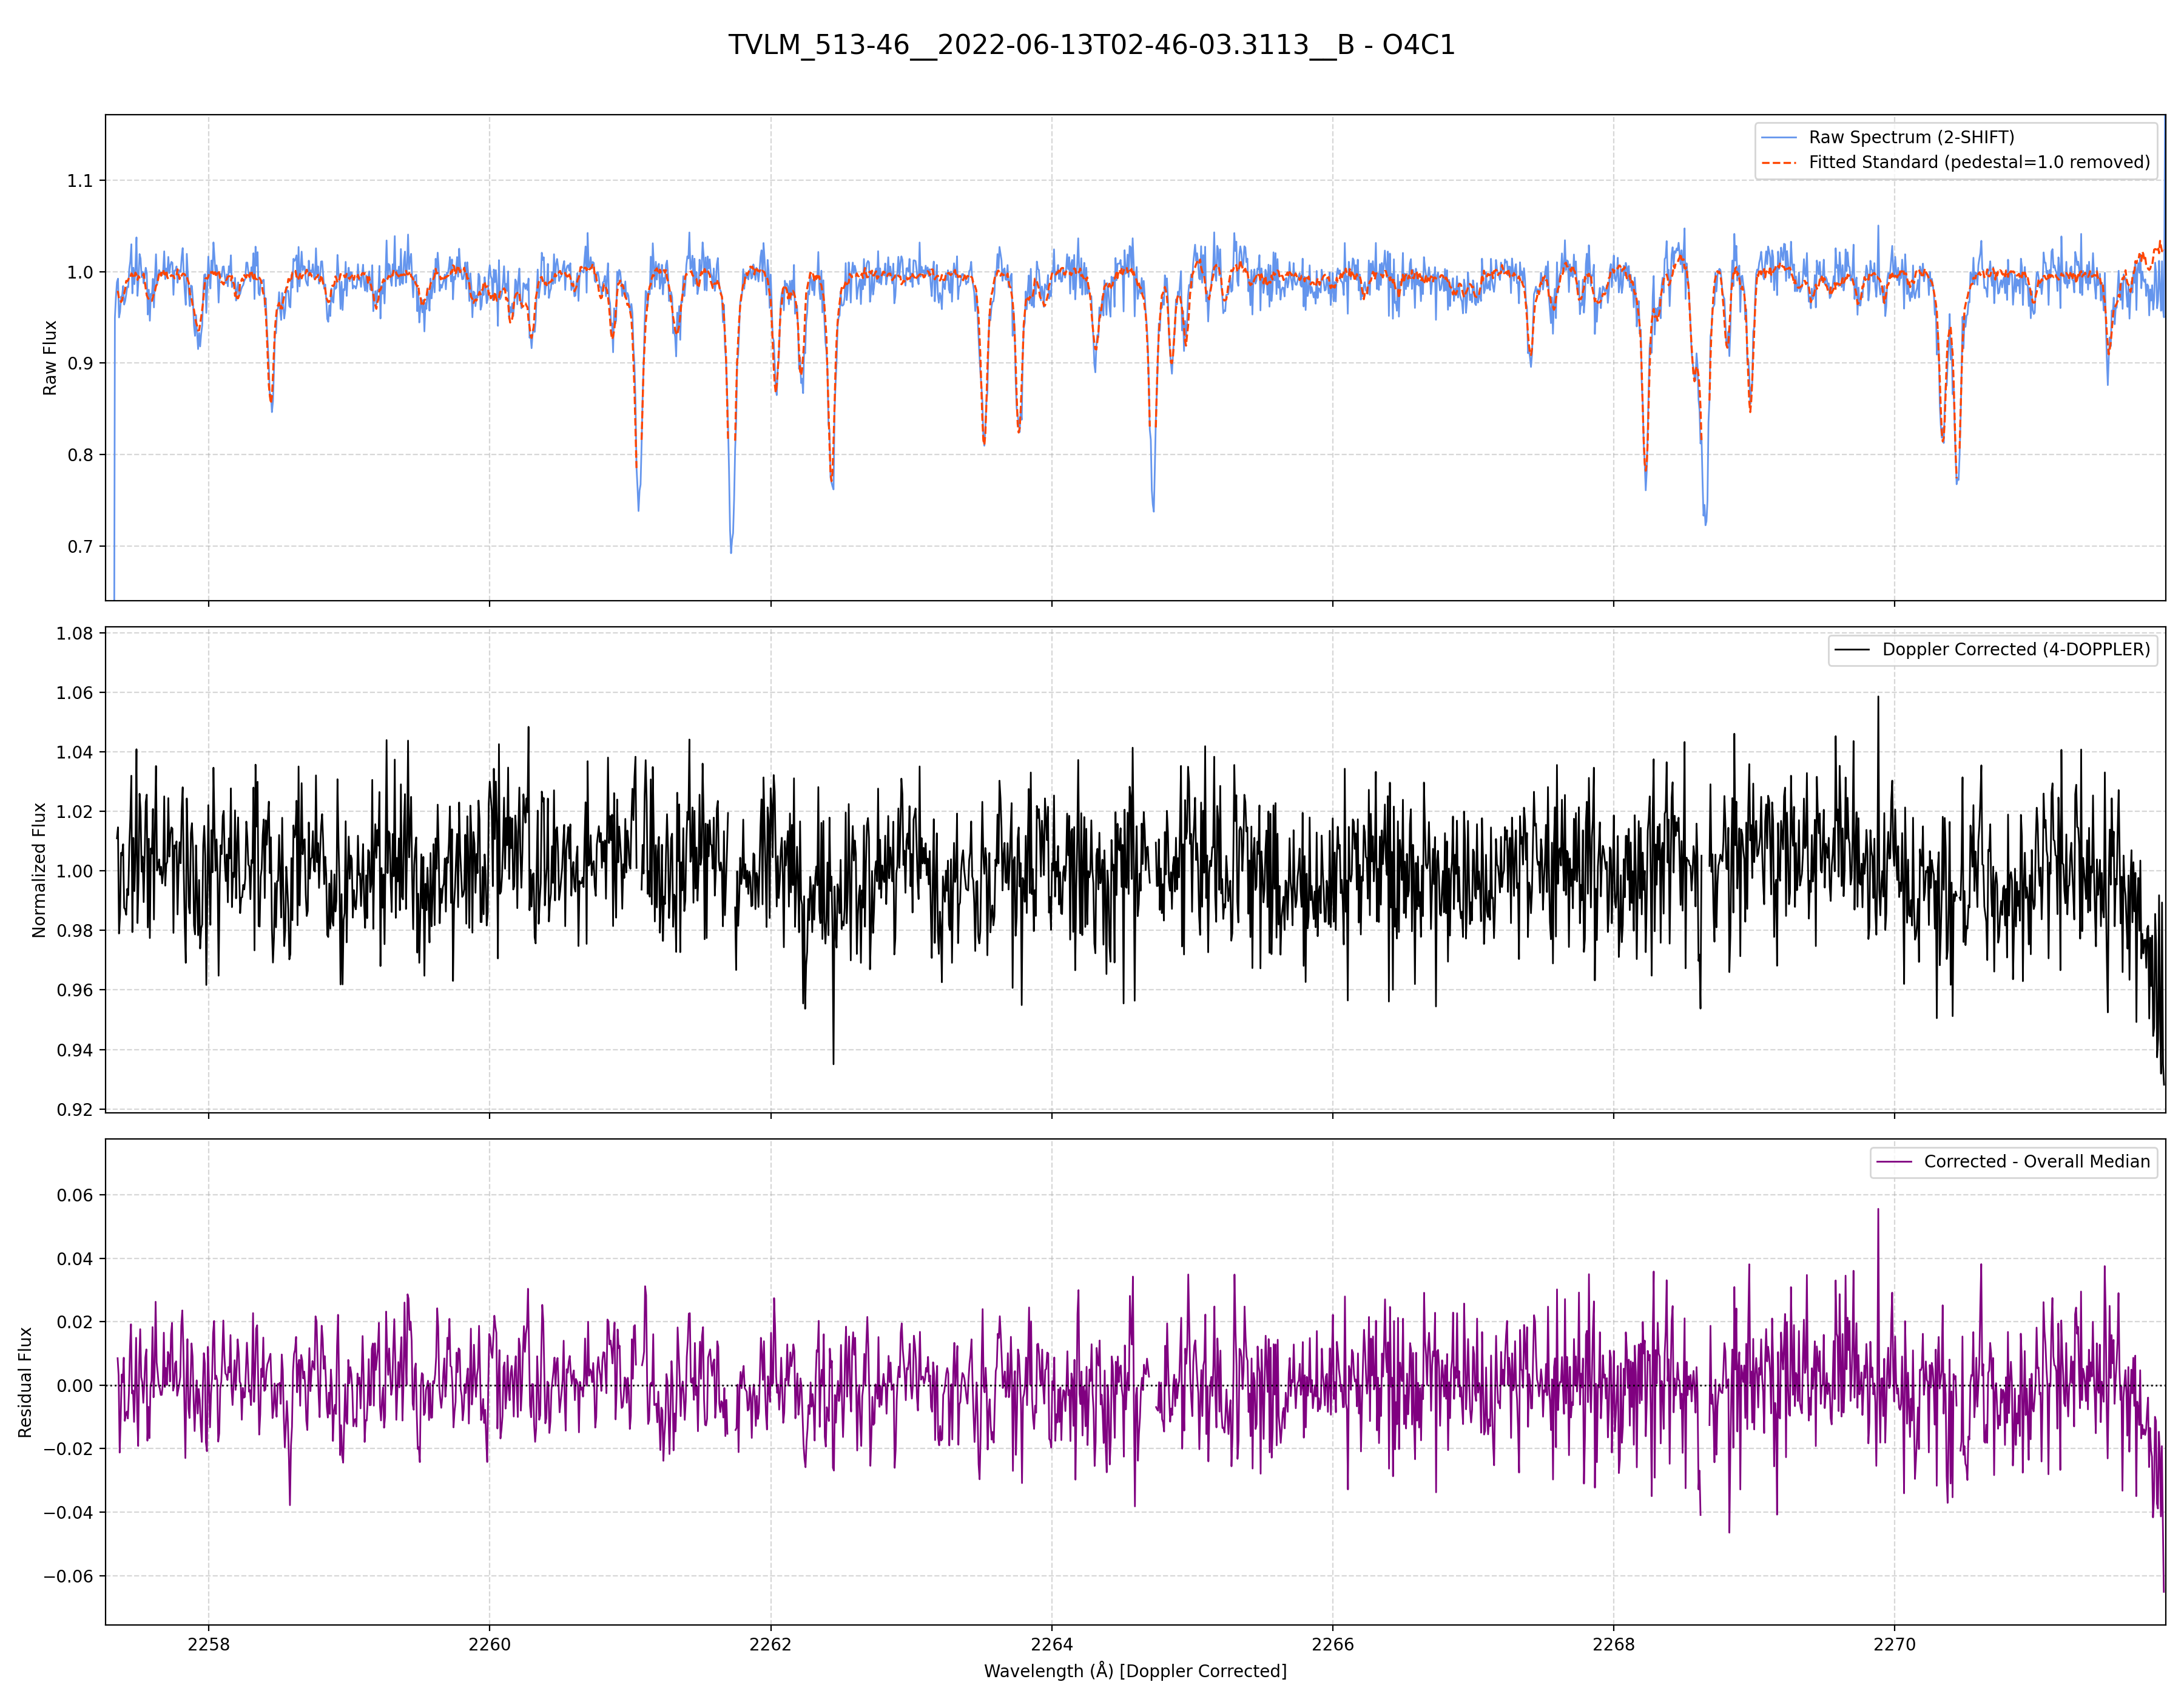 TVLM_513-46__2022-06-13T02-46-03.3113__B - O4C1
Raw Spectrum (2-SHIFT)
Fitted Standard (pedestal=1.0 removed)
Raw Flux
1.1
1.0
0.9
0.8
0.7
Doppler Corrected (4-DOPPLER)
Normalized Flux
1.08
1.06
1.04
1.02
1.00
0.98
0.96
0.94
0.92
Corrected - Overall Median
Residual Flux
0.06
0.04
0.02
0.00
−0.02
−0.04
−0.06
2258 2260 2262 2264 2266 2268 2270
Wavelength (Å) [Doppler Corrected]